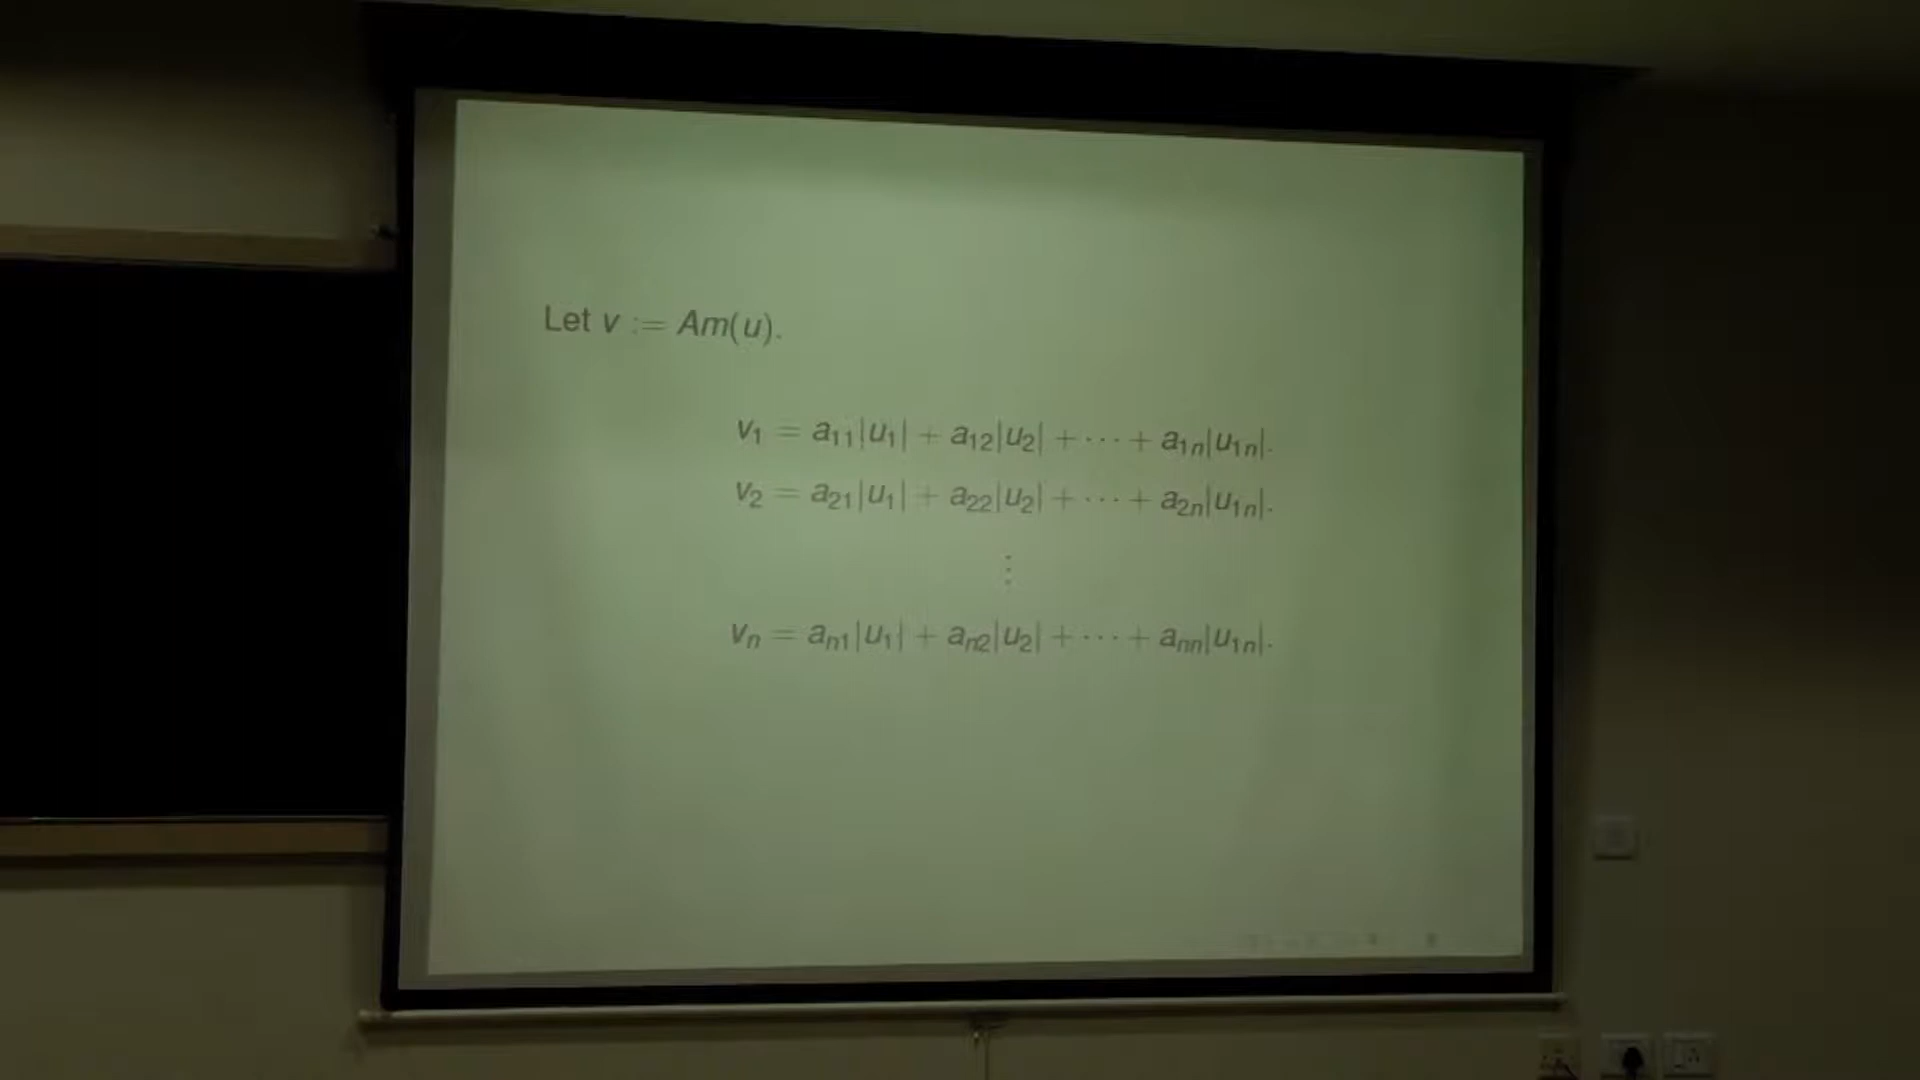 Let v := Am(u).
v₁ = a₁₁|u₁| + a₁₂|u₂| + ⋯ + a₁ₙ|u₁ₙ|.
v₂ = a₂₁|u₁| + a₂₂|u₂| + ⋯ + a₂ₙ|u₁ₙ|.
⋮
vₙ = aₙ₁|u₁| + aₙ₂|u₂| + ⋯ + aₙₙ|u₁ₙ|.